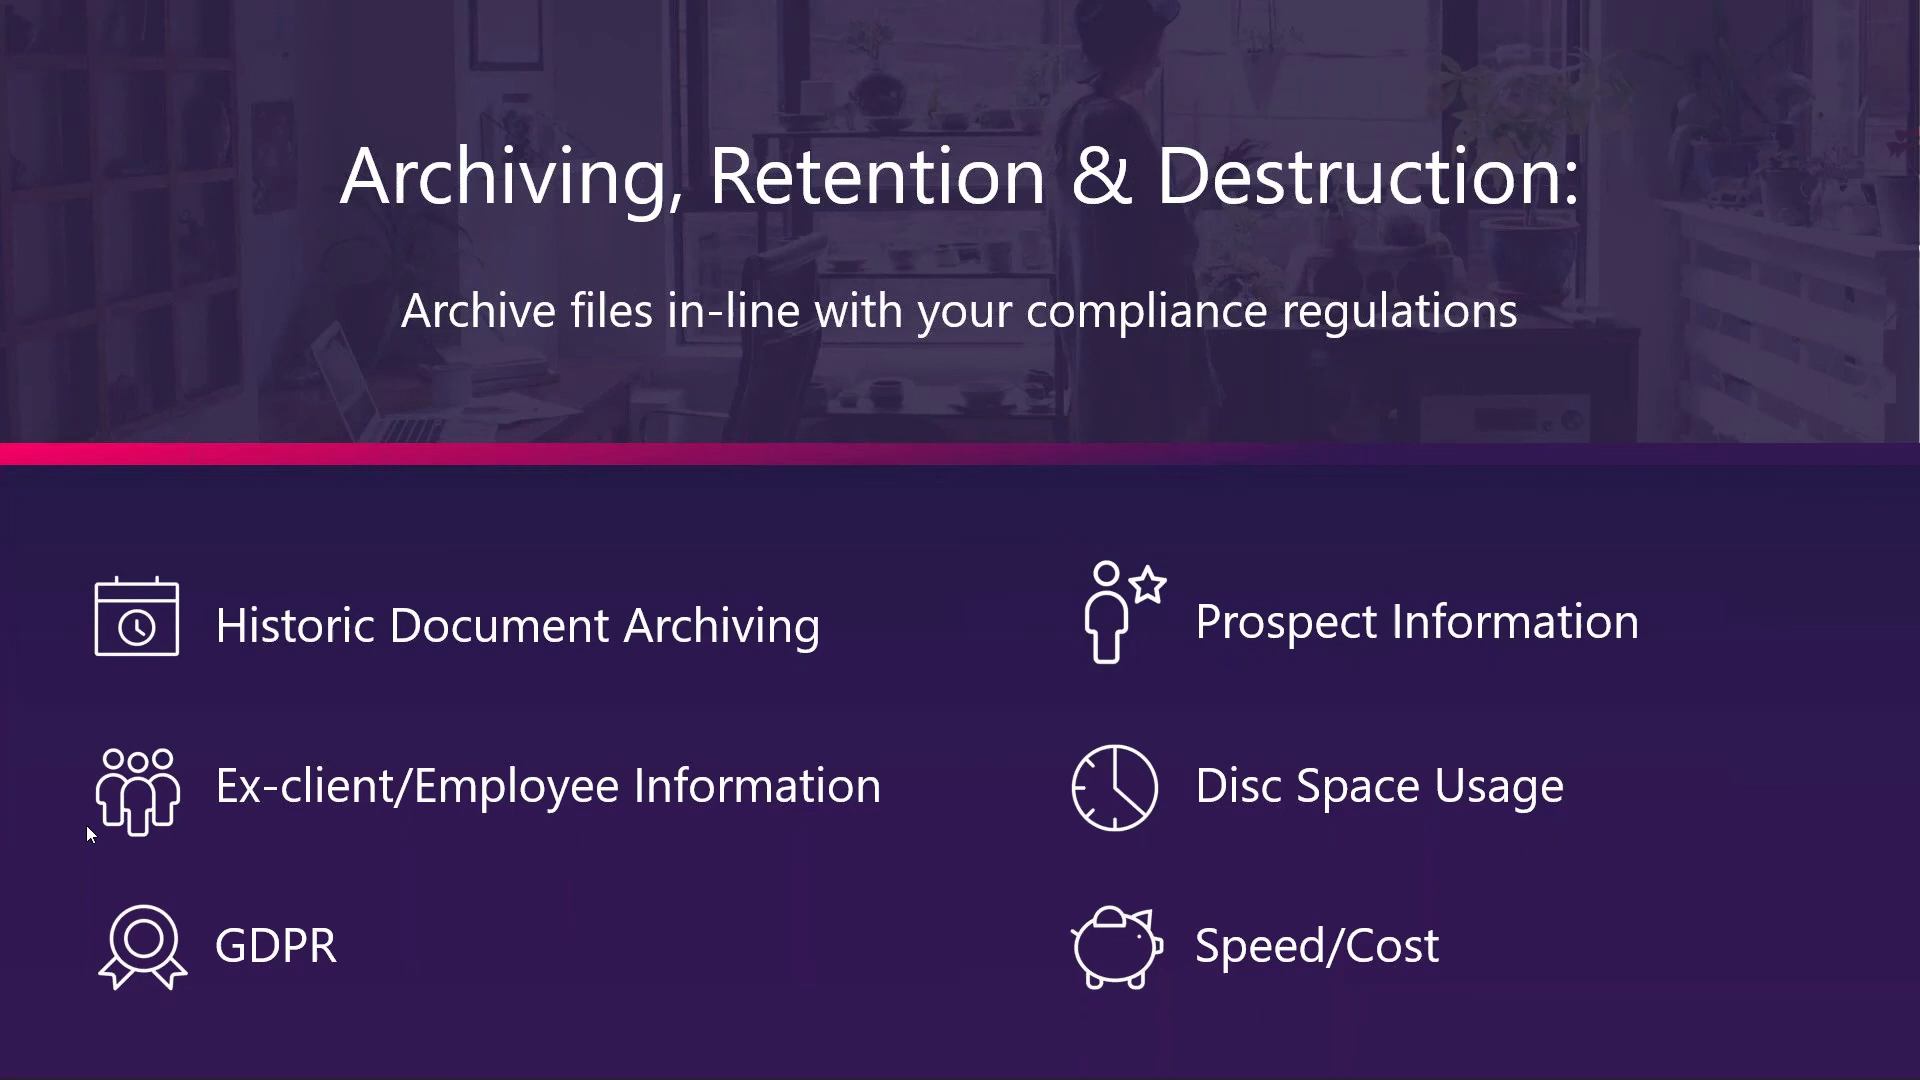 Archiving, Retention & Destruction:
Archive files in-line with your compliance regulations
Historic Document Archiving
Prospect Information
Ex-client/Employee Information
Disc Space Usage
GDPR
Speed/Cost